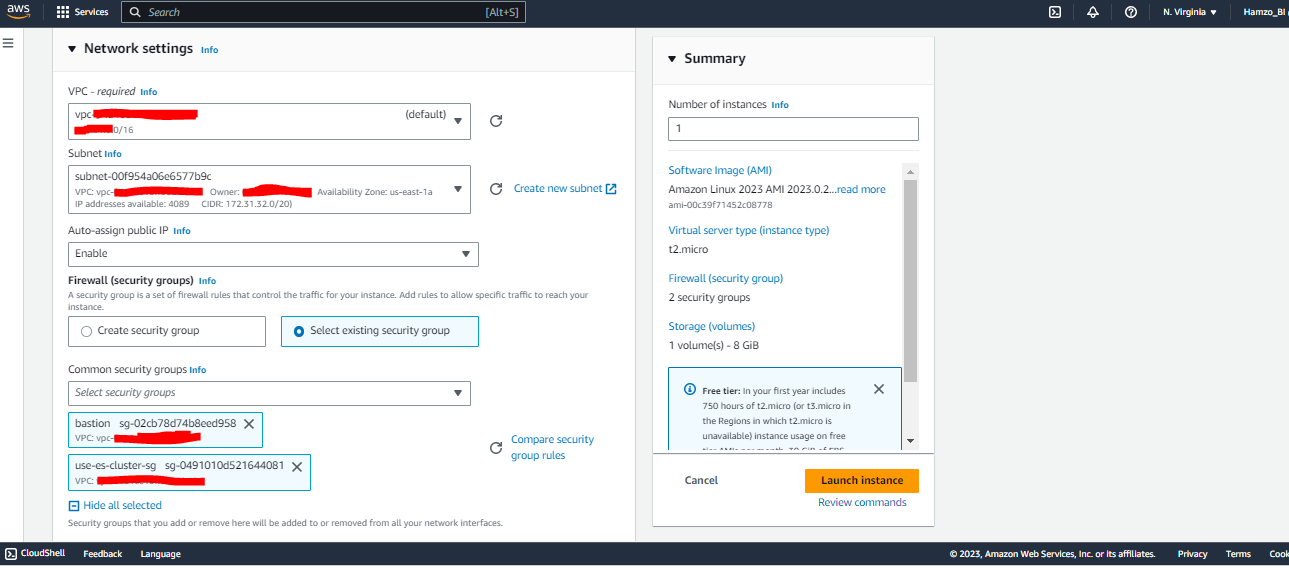 aws
Services
Search [Alt+S]
N. Virginia
Hamzo_BI
Network settings Info
VPC - required Info
vpc- (default)
0/16
Subnet Info
subnet-00f954a06e6577b9c
VPC: vpc- Owner: Availability Zone: us-east-1a
IP addresses available: 4089 CIDR: 172.31.32.0/20)
Create new subnet
Auto-assign public IP Info
Enable
Firewall (security groups) Info
A security group is a set of firewall rules that control the traffic for your instance. Add rules to allow specific traffic to reach your
instance.
Create security group
Select existing security group
Common security groups Info
Select security groups
bastion sg-02cb78d74b8eed958
VPC: vpc-
use-es-cluster-sg sg-0491010d521644081
VPC:
Compare security
group rules
Hide all selected
Security groups that you add or remove here will be added to or removed from all your network interfaces.
Summary
Number of instances Info
1
Software Image (AMI)
Amazon Linux 2023 AMI 2023.0.2...read more
ami-00c39f71452c08778
Virtual server type (instance type)
t2.micro
Firewall (security group)
2 security groups
Storage (volumes)
1 volume(s) - 8 GiB
Free tier: In your first year includes
750 hours of t2.micro (or t3.micro in
the Regions in which t2.micro is
unavailable) instance usage on free
tier AMIs per month, 30 GiB of EBS
Cancel
Launch instance
Review commands
CloudShell
Feedback
Language
© 2023, Amazon Web Services, Inc. or its affiliates.
Privacy
Terms
Cook